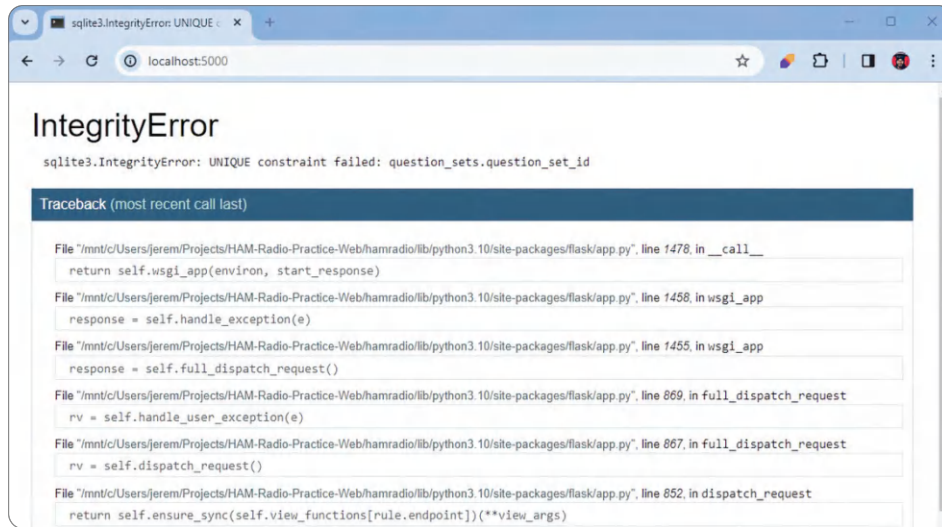 sqlite3.IntegrityError: UNIQUE c
localhost:5000
IntegrityError
sqlite3.IntegrityError: UNIQUE constraint failed: question_sets.question_set_id
Traceback (most recent call last)
File "/mnt/c/Users/jerem/Projects/HAM-Radio-Practice-Web/hamradio/lib/python3.10/site-packages/flask/app.py", line 1478, in __call__
return self.wsgi_app(environ, start_response)
File "/mnt/c/Users/jerem/Projects/HAM-Radio-Practice-Web/hamradio/lib/python3.10/site-packages/flask/app.py", line 1458, in wsgi_app
response = self.handle_exception(e)
File "/mnt/c/Users/jerem/Projects/HAM-Radio-Practice-Web/hamradio/lib/python3.10/site-packages/flask/app.py", line 1455, in wsgi_app
response = self.full_dispatch_request()
File "/mnt/c/Users/jerem/Projects/HAM-Radio-Practice-Web/hamradio/lib/python3.10/site-packages/flask/app.py", line 869, in full_dispatch_request
rv = self.handle_user_exception(e)
File "/mnt/c/Users/jerem/Projects/HAM-Radio-Practice-Web/hamradio/lib/python3.10/site-packages/flask/app.py", line 867, in full_dispatch_request
rv = self.dispatch_request()
File "/mnt/c/Users/jerem/Projects/HAM-Radio-Practice-Web/hamradio/lib/python3.10/site-packages/flask/app.py", line 852, in dispatch_request
return self.ensure_sync(self.view_functions[rule.endpoint])(**view_args)